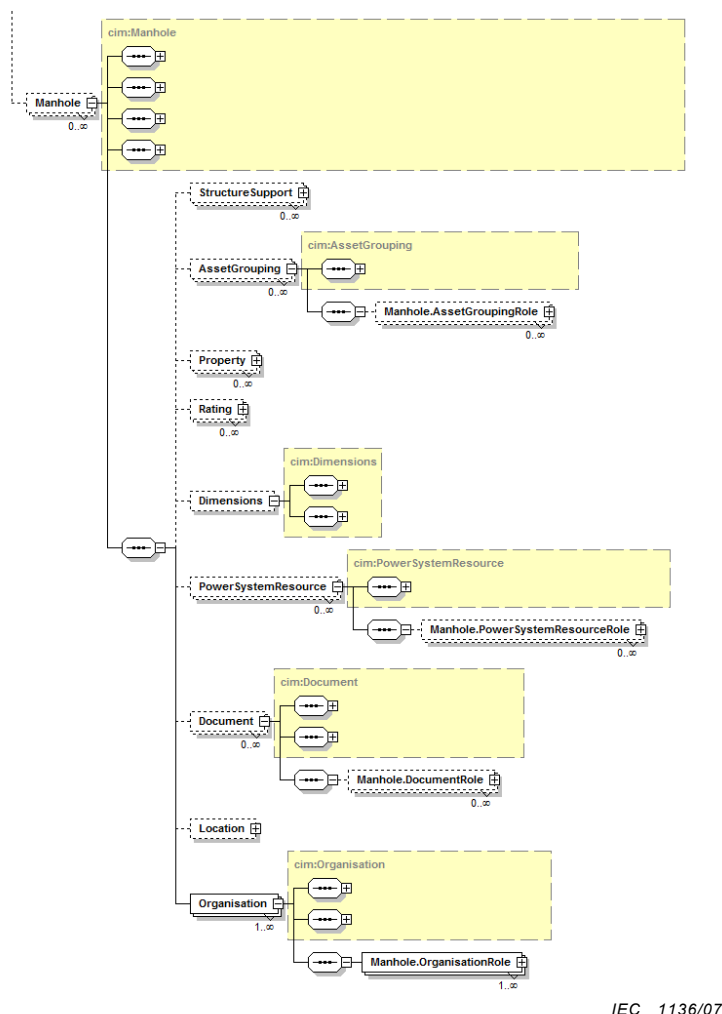 cim:Manhole
Manhole
0..∞
StructureSupport
0..∞
cim:AssetGrouping
AssetGrouping
0..∞
Manhole.AssetGroupingRole
0..∞
Property
0..∞
Rating
0..∞
cim:Dimensions
Dimensions
cim:PowerSystemResource
PowerSystemResource
0..∞
Manhole.PowerSystemResourceRole
0..∞
cim:Document
Document
0..∞
Manhole.DocumentRole
0..∞
Location
cim:Organisation
Organisation
1..∞
Manhole.OrganisationRole
1..∞
IEC 1136/07